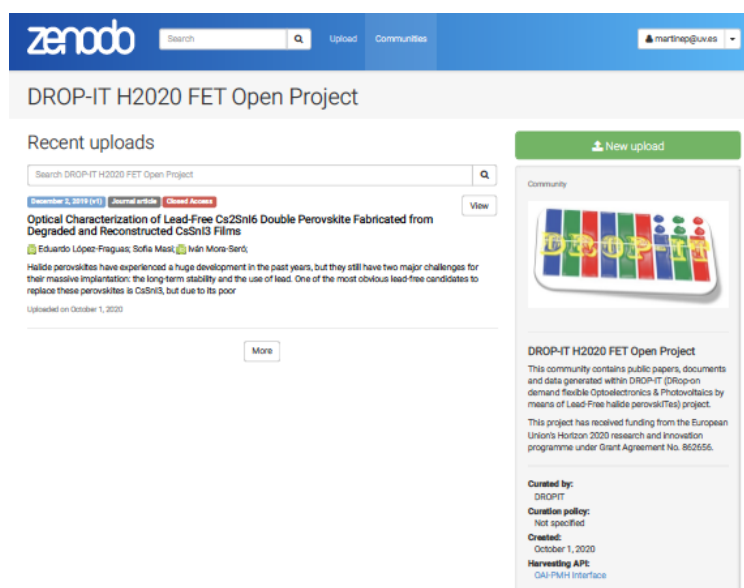 zenodo
Search
Upload
Communities
martinep@uv.es
DROP-IT H2020 FET Open Project
Recent uploads
Search DROP-IT H2020 FET Open Project
December 2, 2019 (v1) Journal article Closed Access
View
Optical Characterization of Lead-Free Cs2SnI6 Double Perovskite Fabricated from
Degraded and Reconstructed CsSnI3 Films
Eduardo López-Fraguas; Sofia Masi; Iván Mora-Seró;
Halide perovskites have experienced a huge development in the past years, but they still have two major challenges for
their massive implantation: the long-term stability and the use of lead. One of the most obvious lead-free candidates to
replace these perovskites is CsSnI3, but due to its poor
Uploaded on October 1, 2020
More
New upload
Community
DROP-IT
DROP-IT H2020 FET Open Project
This community contains public papers, documents
and data generated within DROP-IT (DRop-on
demand flexible Optoelectronics & Photovoltaics by
means of Lead-Free halide perovskITes) project.
This project has received funding from the European
Union's Horizon 2020 research and innovation
programme under Grant Agreement No. 862656.
Curated by:
DROPIT
Curation policy:
Not specified
Created:
October 1, 2020
Harvesting API:
OAI-PMH Interface